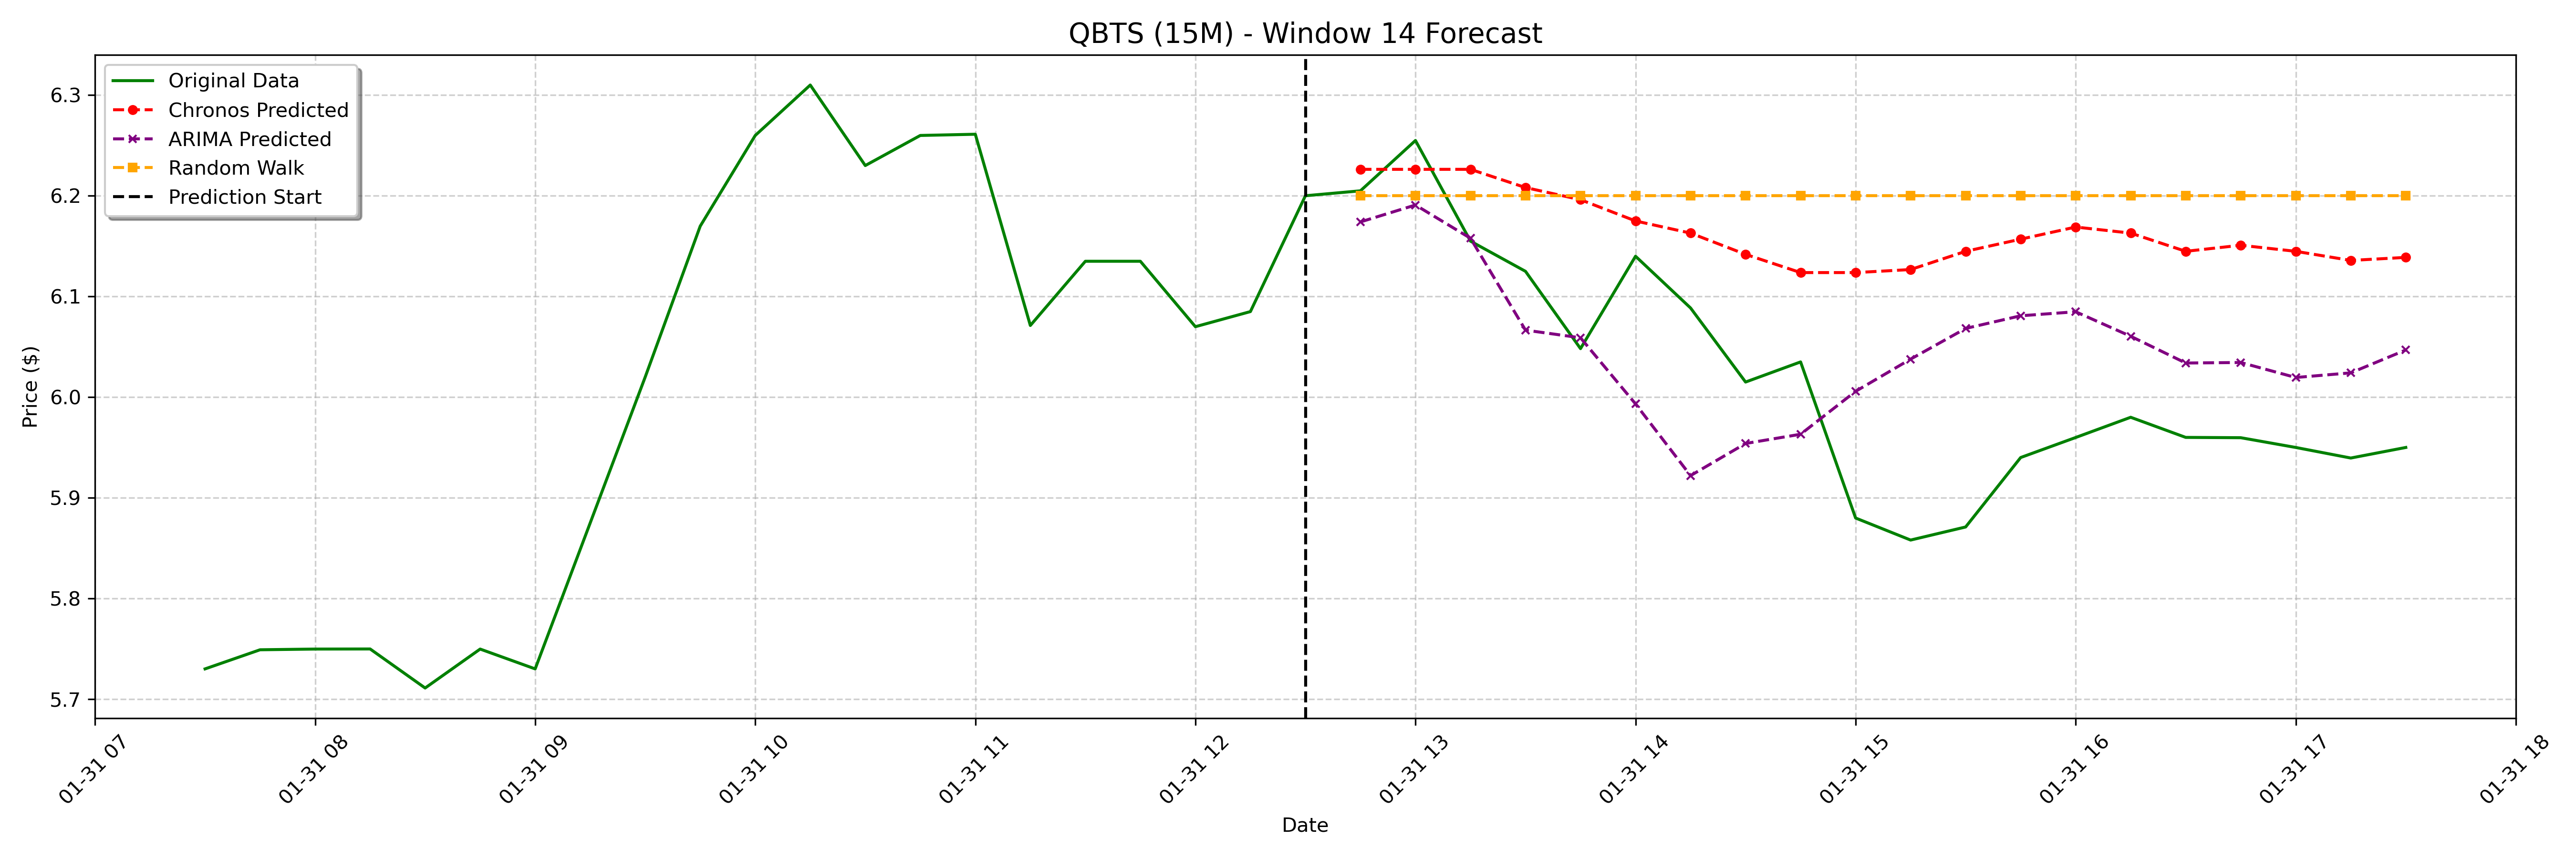 QBTS (15M) - Window 14 Forecast
Original Data
Chronos Predicted
ARIMA Predicted
Random Walk
Prediction Start
Price ($)
6.3
6.2
6.1
6.0
5.9
5.8
5.7
01-31 07
01-31 08
01-31 09
01-31 10
01-31 11
01-31 12
01-31 13
01-31 14
01-31 15
01-31 16
01-31 17
01-31 18
Date